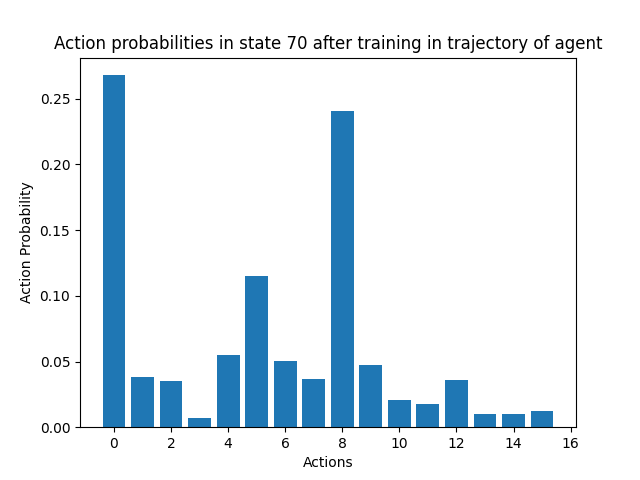 Action probabilities in state 70 after training in trajectory of agent
0.25
0.20
0.15
0.10
0.05
0.00
Action Probability
0 2 4 6 8 10 12 14 16
Actions